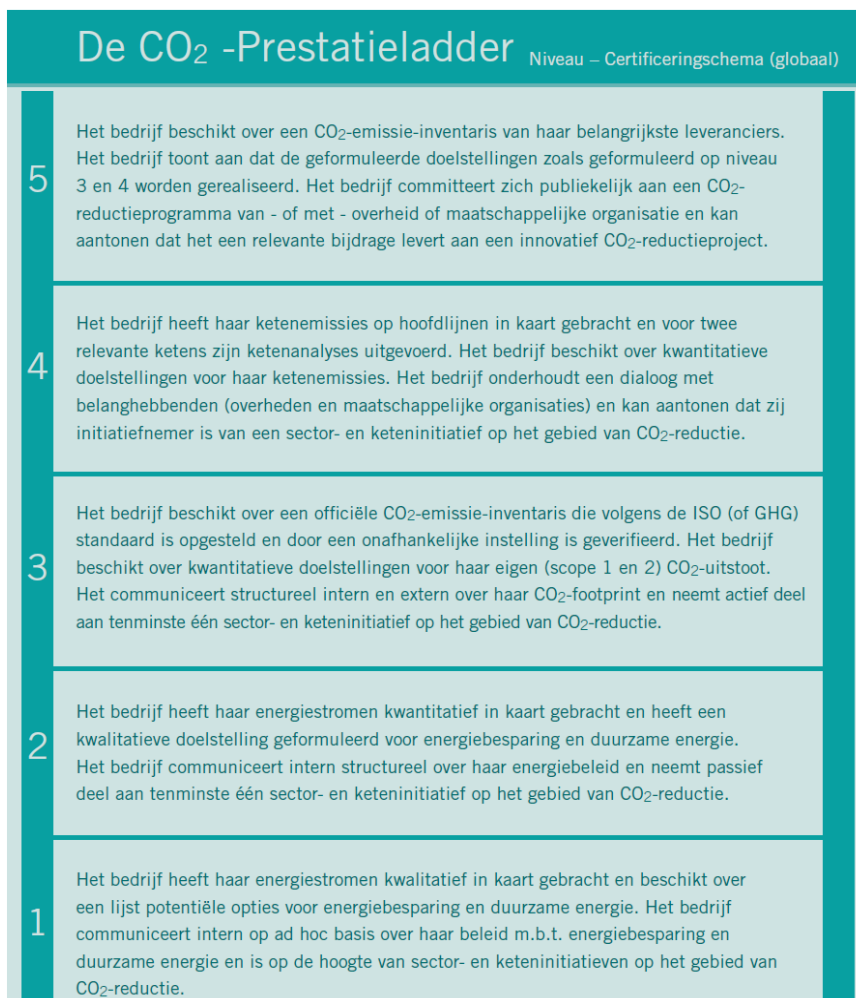 De CO₂ -Prestatieladder Niveau – Certificeringschema (globaal)
5
Het bedrijf beschikt over een CO₂-emissie-inventaris van haar belangrijkste leveranciers.
Het bedrijf toont aan dat de geformuleerde doelstellingen zoals geformuleerd op niveau
3 en 4 worden gerealiseerd. Het bedrijf committeert zich publiekelijk aan een CO₂-
reductieprogramma van - of met - overheid of maatschappelijke organisatie en kan
aantonen dat het een relevante bijdrage levert aan een innovatief CO₂-reductieproject.
4
Het bedrijf heeft haar ketenemissies op hoofdlijnen in kaart gebracht en voor twee
relevante ketens zijn ketenanalyses uitgevoerd. Het bedrijf beschikt over kwantitatieve
doelstellingen voor haar ketenemissies. Het bedrijf onderhoudt een dialoog met
belanghebbenden (overheden en maatschappelijke organisaties) en kan aantonen dat zij
initiatiefnemer is van een sector- en keteninitiatief op het gebied van CO₂-reductie.
3
Het bedrijf beschikt over een officiële CO₂-emissie-inventaris die volgens de ISO (of GHG)
standaard is opgesteld en door een onafhankelijke instelling is geverifieerd. Het bedrijf
beschikt over kwantitatieve doelstellingen voor haar eigen (scope 1 en 2) CO₂-uitstoot.
Het communiceert structureel intern en extern over haar CO₂-footprint en neemt actief deel
aan tenminste één sector- en keteninitiatief op het gebied van CO₂-reductie.
2
Het bedrijf heeft haar energiestromen kwantitatief in kaart gebracht en heeft een
kwalitatieve doelstelling geformuleerd voor energiebesparing en duurzame energie.
Het bedrijf communiceert intern structureel over haar energiebeleid en neemt passief
deel aan tenminste één sector- en keteninitiatief op het gebied van CO₂-reductie.
1
Het bedrijf heeft haar energiestromen kwalitatief in kaart gebracht en beschikt over
een lijst potentiële opties voor energiebesparing en duurzame energie. Het bedrijf
communiceert intern op ad hoc basis over haar beleid m.b.t. energiebesparing en
duurzame energie en is op de hoogte van sector- en keteninitiatieven op het gebied van
CO₂-reductie.